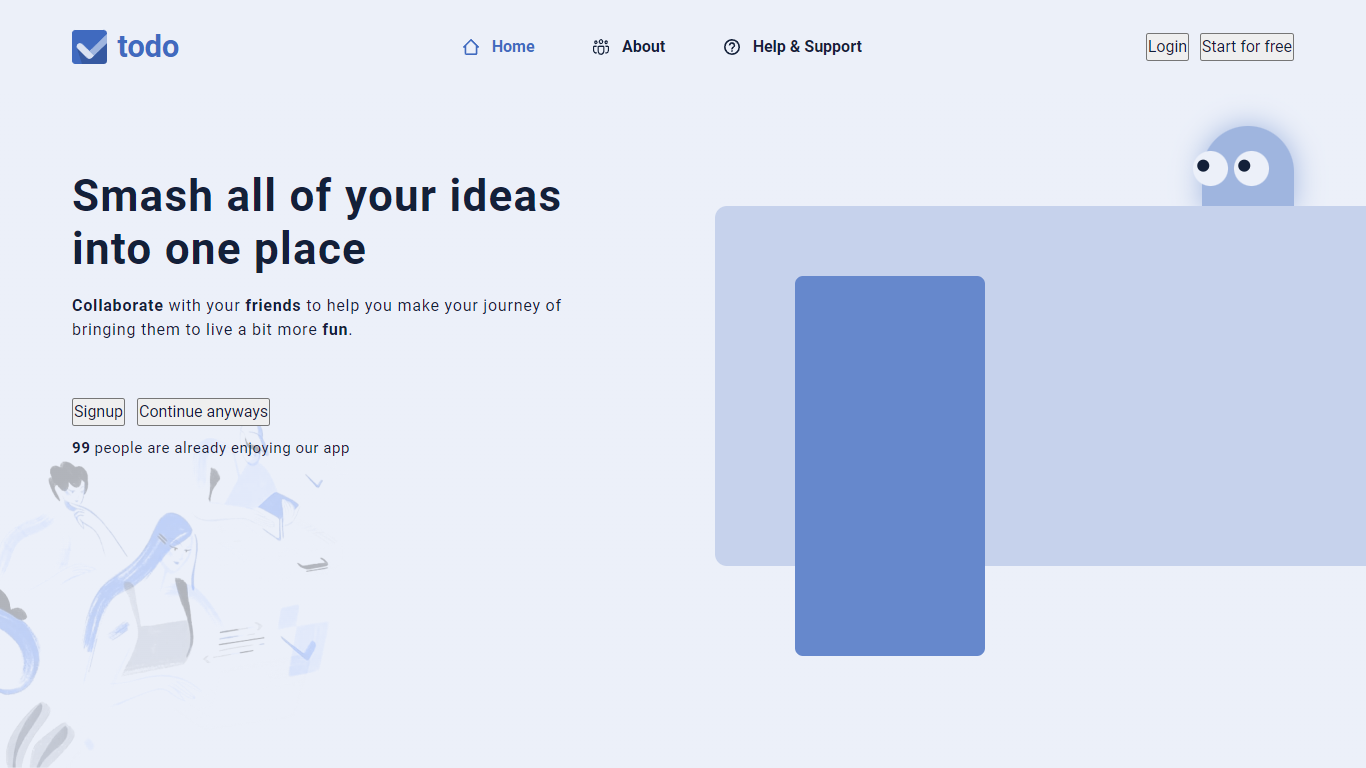 todo
Home
About
Help & Support
Login
Start for free
Smash all of your ideas
into one place
Collaborate with your friends to help you make your journey of
bringing them to live a bit more fun.
Signup
Continue anyways
99 people are already enjoying our app